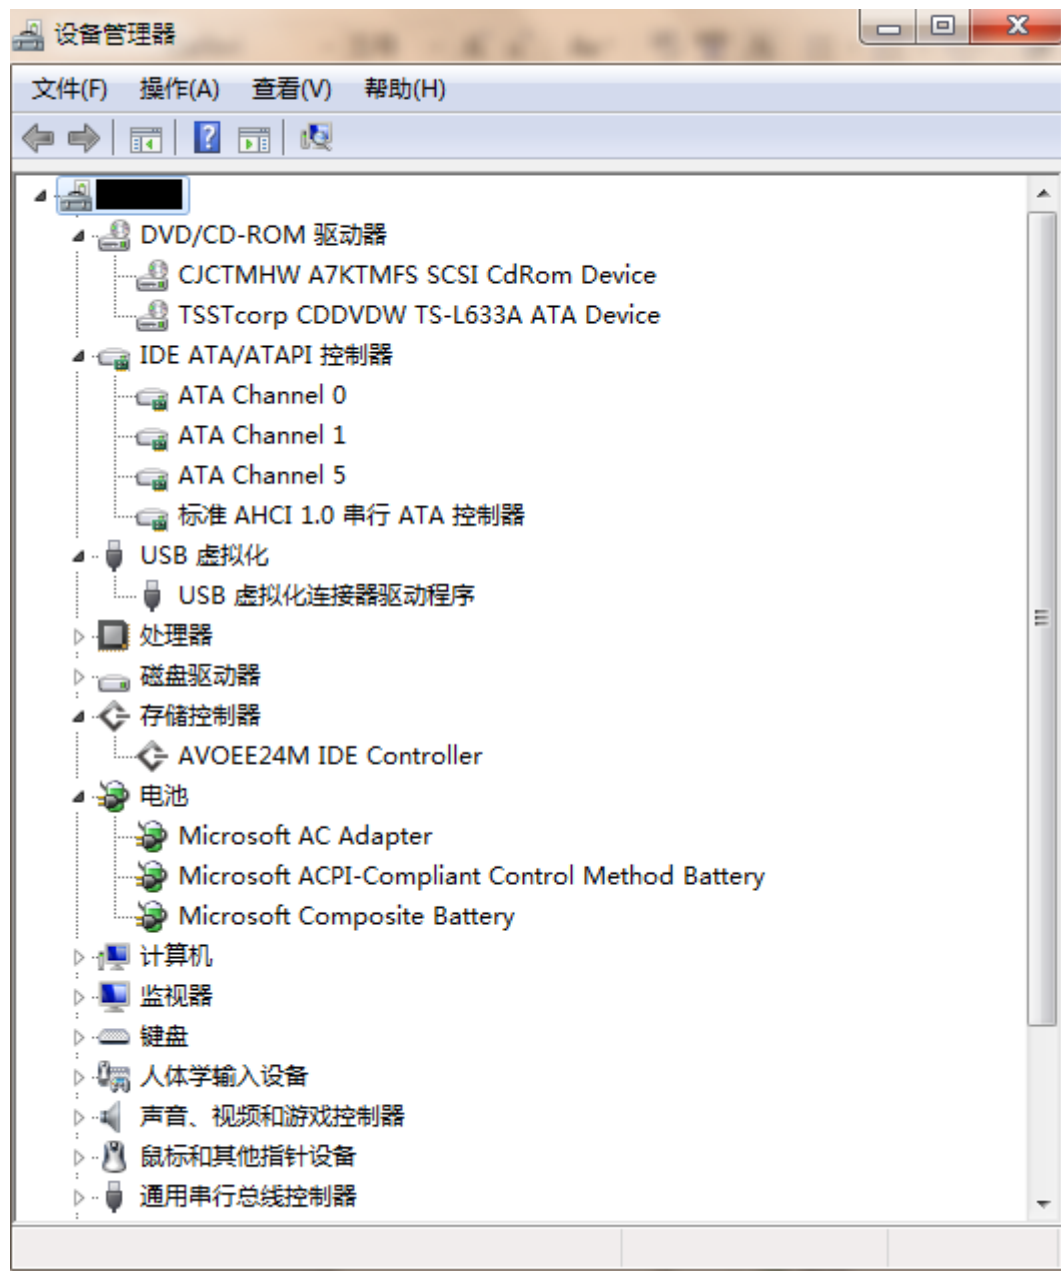 设备管理器
文件(F) 操作(A) 查看(V) 帮助(H)
DVD/CD-ROM 驱动器
CJCTMHW A7KTMFS SCSI CdRom Device
TSSTcorp CDDVDW TS-L633A ATA Device
IDE ATA/ATAPI 控制器
ATA Channel 0
ATA Channel 1
ATA Channel 5
标准 AHCI 1.0 串行 ATA 控制器
USB 虚拟化
USB 虚拟化连接器驱动程序
处理器
磁盘驱动器
存储控制器
AVOEE24M IDE Controller
电池
Microsoft AC Adapter
Microsoft ACPI-Compliant Control Method Battery
Microsoft Composite Battery
计算机
监视器
键盘
人体学输入设备
声音、视频和游戏控制器
鼠标和其他指针设备
通用串行总线控制器